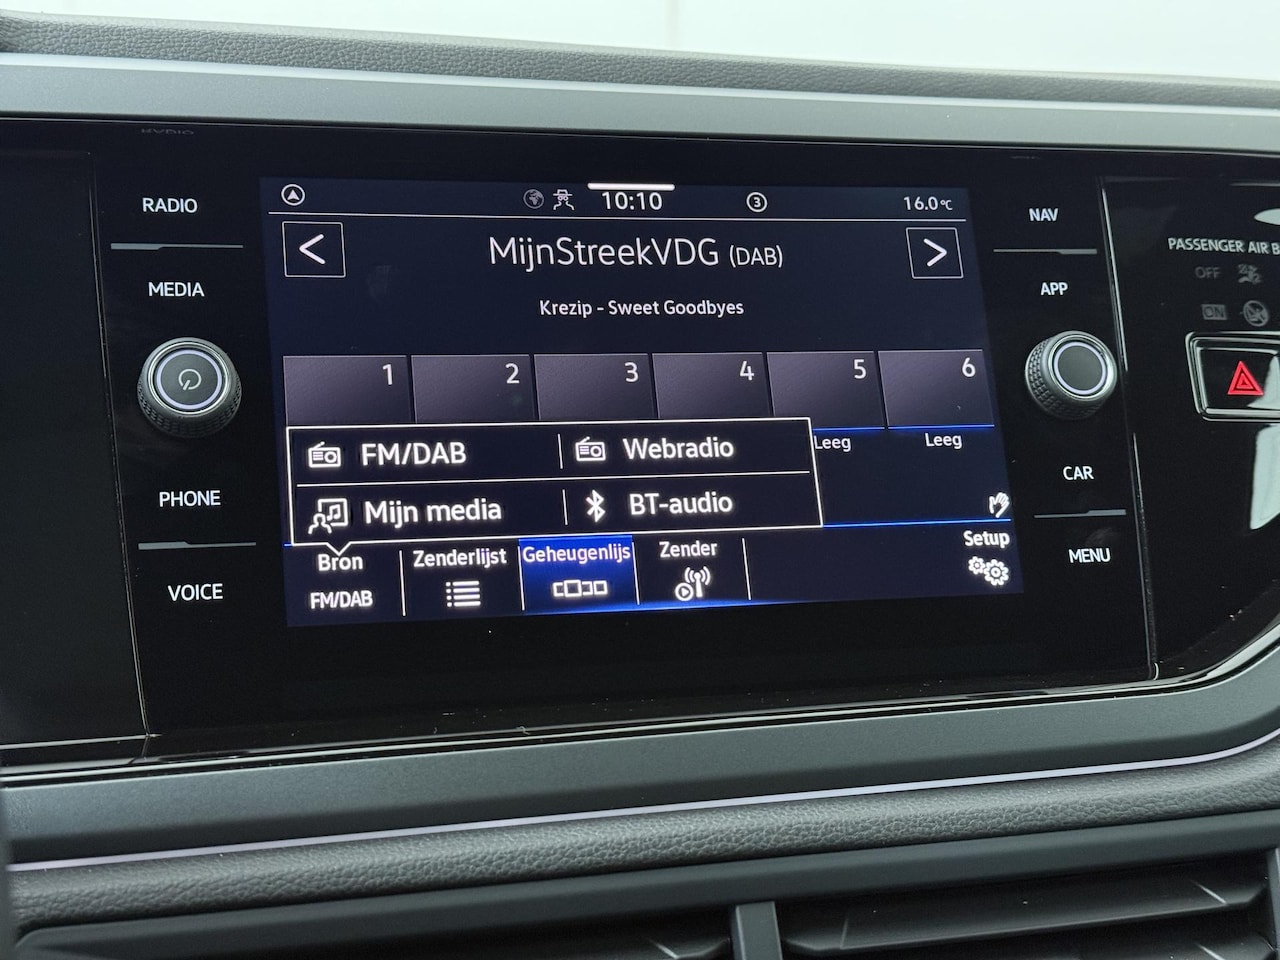 RADIO
MEDIA
PHONE
VOICE
10:10
3
16.0°C
MijnStreekVDG (DAB)
Krezip - Sweet Goodbyes
1 2 3 4 5 6
Leeg Leeg
FM/DAB Webradio
Mijn media BT-audio
Bron Zenderlijst Geheugenlijs Zender Setup
FM/DAB
NAV
APP
CAR
MENU
PASSENGER AIR B
OFF
ON